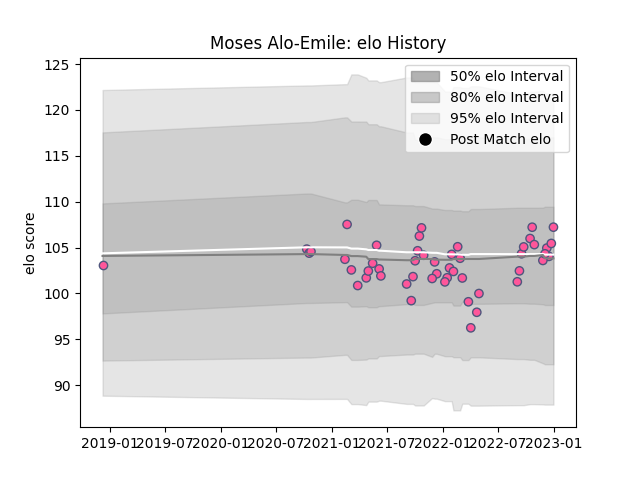 Moses Alo-Emile: elo History
125
120
115
110
105
100
95
90
elo score
50% elo Interval
80% elo Interval
95% elo Interval
Post Match elo
2019-01 2019-07 2020-01 2020-07 2021-01 2021-07 2022-01 2022-07 2023-01